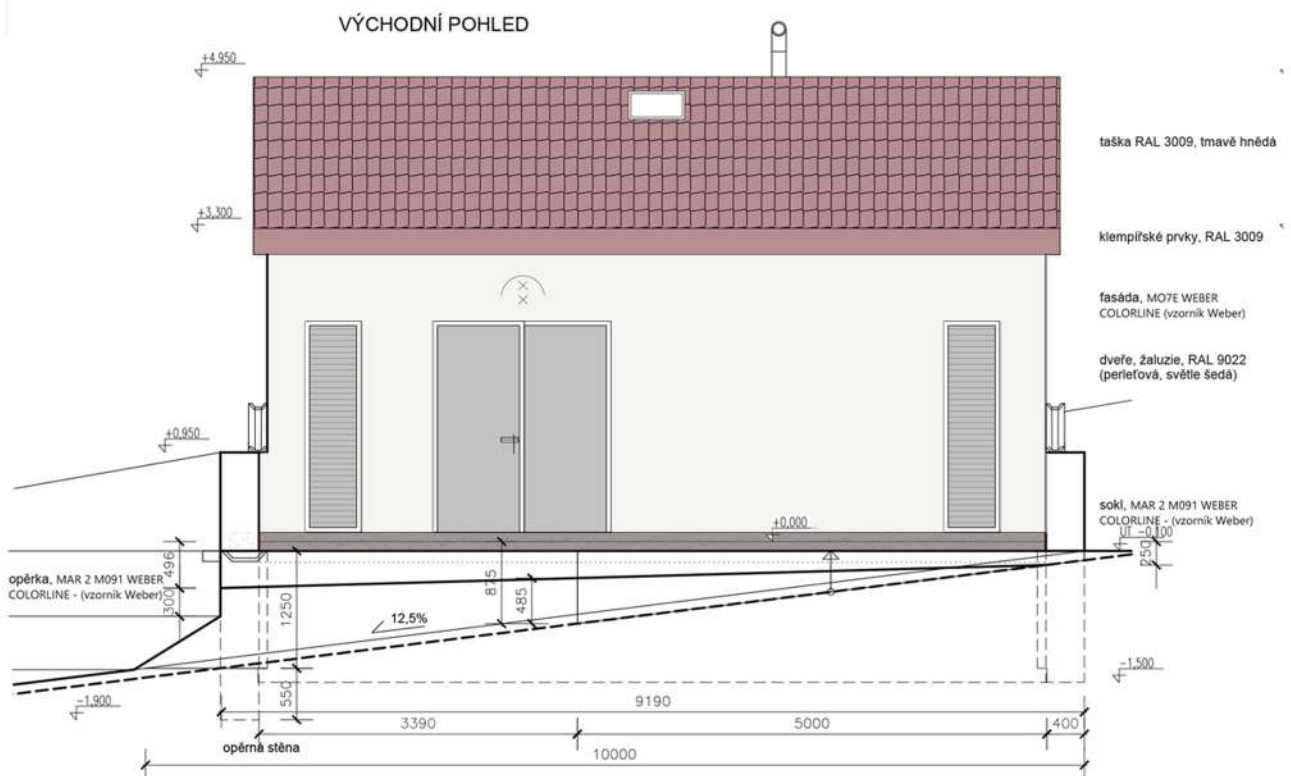 VÝCHODNÍ POHLED
+4,950
taška RAL 3009, tmavě hnědá
+3,300
klempířské prvky, RAL 3009
fasáda, MO7E WEBER
COLORLINE (vzorník Weber)
dveře, žaluzie, RAL 9022
(perleťová, světle šedá)
+0,950
sokl, MAR 2 M091 WEBER
COLORLINE - (vzorník Weber)
+0,000
UT -0,100
250
496
875
opěrka, MAR 2 M091 WEBER
COLORLINE - (vzorník Weber)
300
485
1250
12,5%
-1,500
550
-1,900
9190
3390
5000
400
opěrná stěna
10000